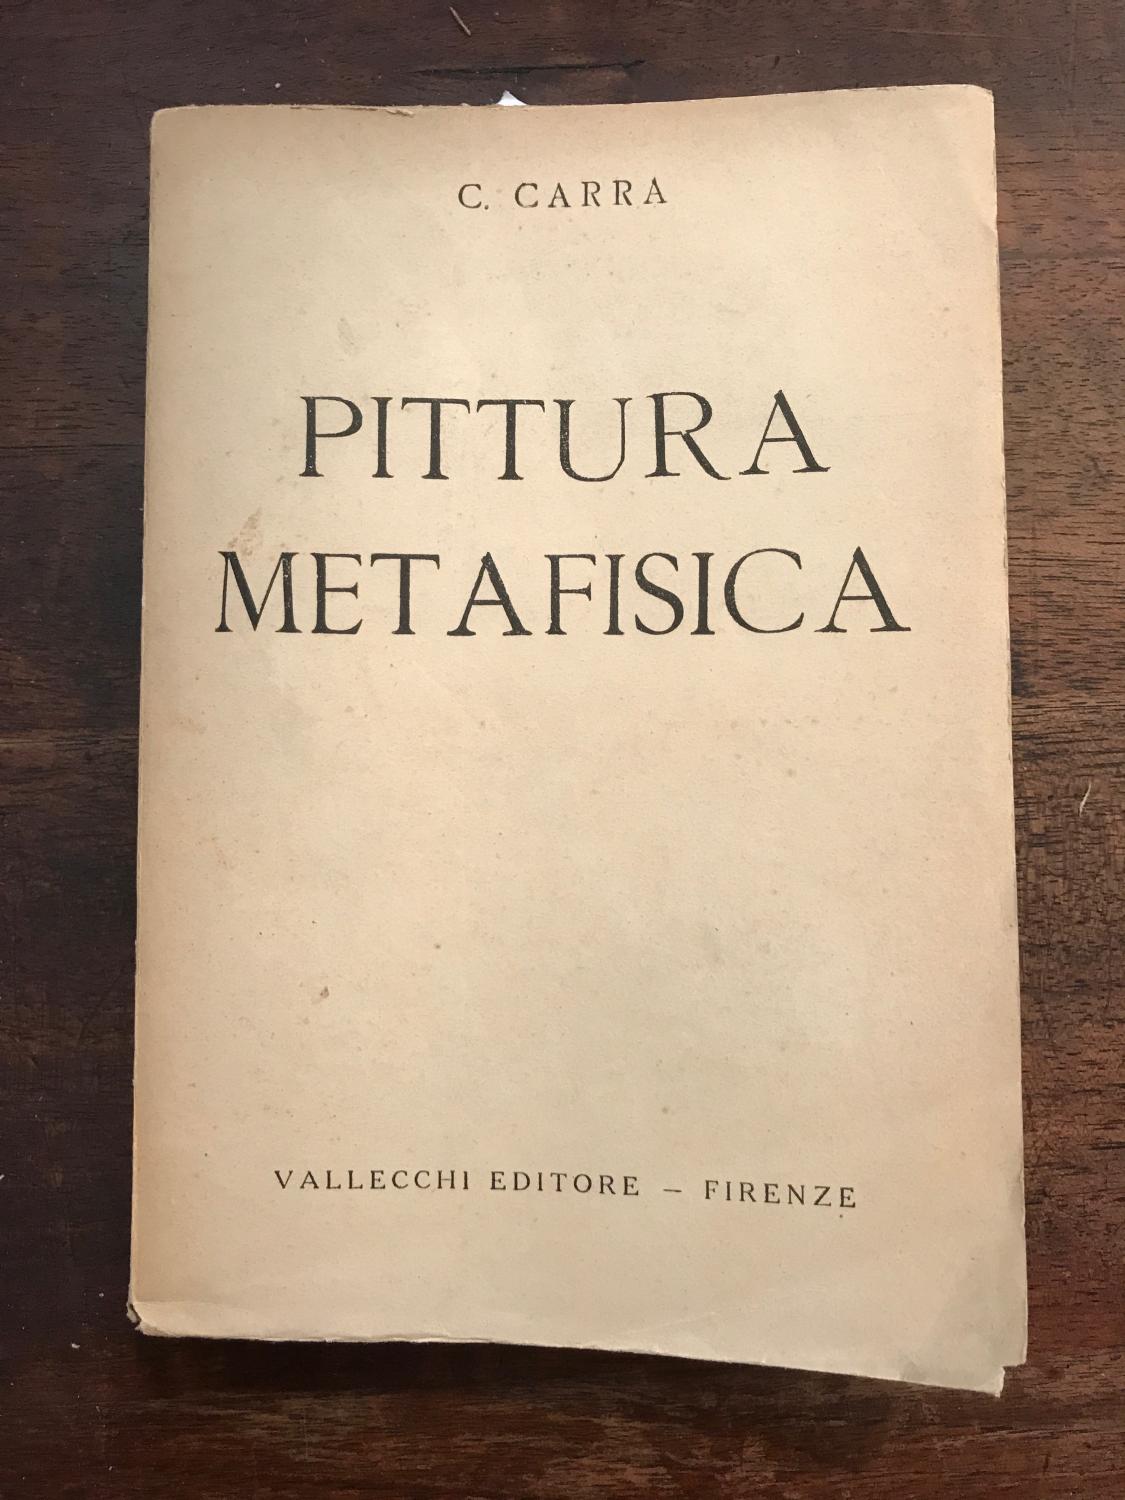 C. CARRA
PITTURA
METAFISICA
VALLECCHI EDITORE – FIRENZE